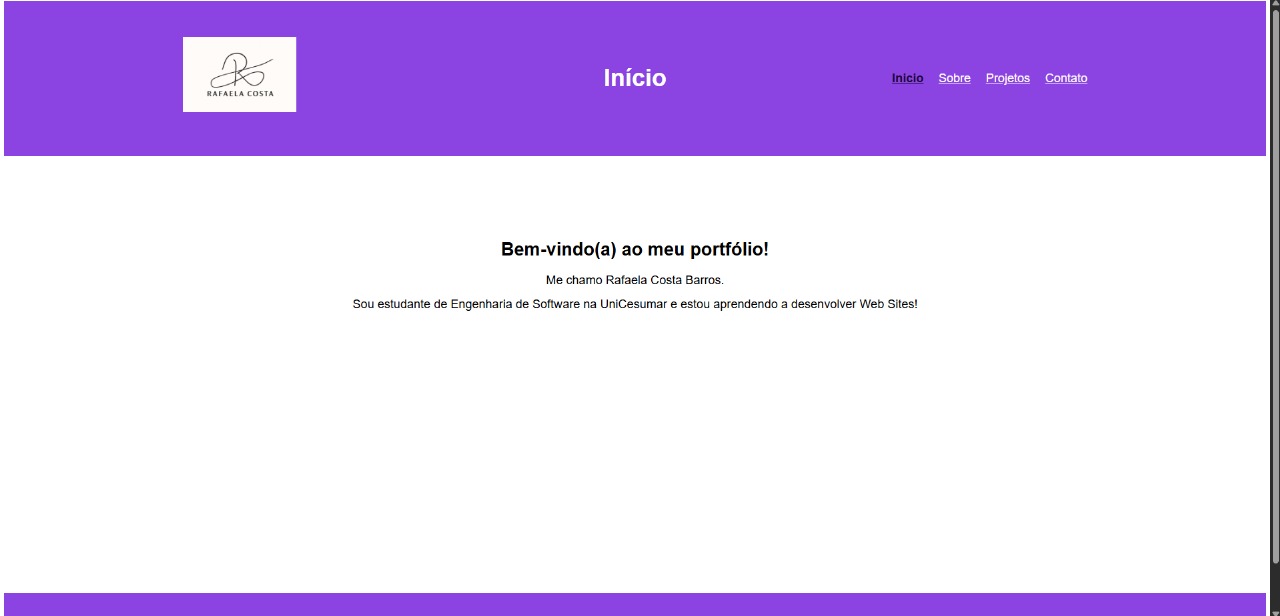 RAFAELA COSTA
Início
Início Sobre Projetos Contato
Bem-vindo(a) ao meu portfólio!
Me chamo Rafaela Costa Barros.
Sou estudante de Engenharia de Software na UniCesumar e estou aprendendo a desenvolver Web Sites!